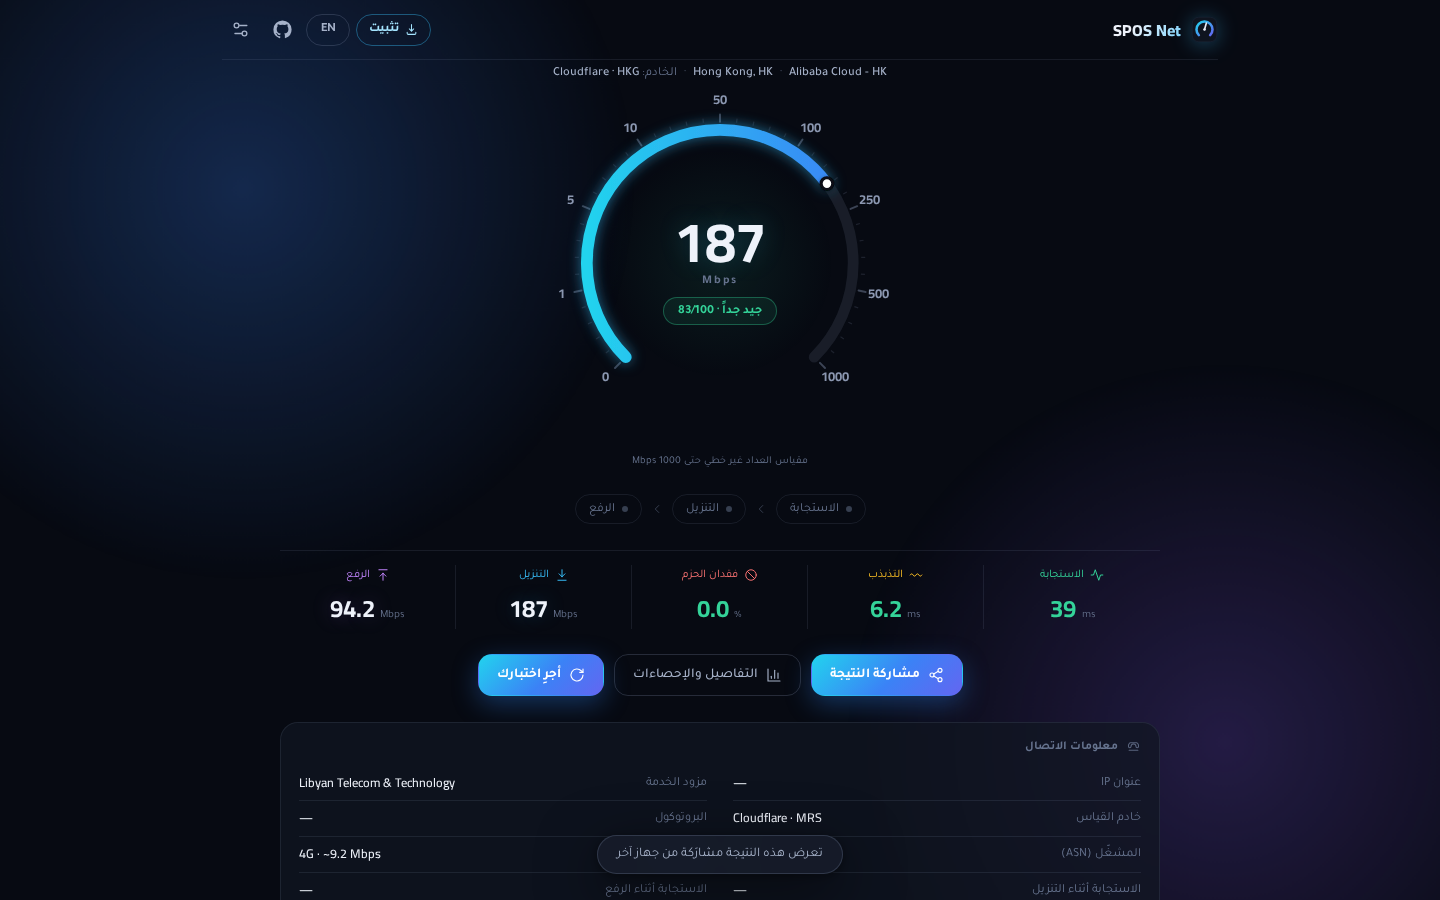 SPOS Net
تثبيت
EN
Alibaba Cloud - HK · Hong Kong, HK · الخادم: Cloudflare · HKG
50
10
100
5
250
187
Mbps
1
500
جيد جداً · 83/100
0
1000
مقياس العداد غير خطي حتى 1000 Mbps
الاستجابة
التنزيل
الرفع
الاستجابة
التذبذب
فقدان الحزم
التنزيل
الرفع
39 ms
6.2 ms
0.0 %
187 Mbps
94.2 Mbps
مشاركة النتيجة
التفاصيل والإحصاءات
أجرِ اختبارك
معلومات الاتصال
عنوان IP —
مزود الخدمة Libyan Telecom & Technology
خادم القياس Cloudflare · MRS
البروتوكول —
المشغّل (ASN)
4G · ~9.2 Mbps
تعرض هذه النتيجة مشاركة من جهاز آخر
الاستجابة أثناء التنزيل —
الاستجابة أثناء الرفع —